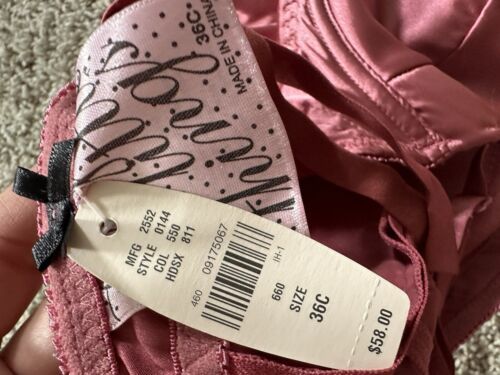 36C
MADE IN CHINA
things
MFG 2552
STYLE 0144
COL 550
HDSX 811
460 09175067
IH-1
660
SIZE
36C
$58.00